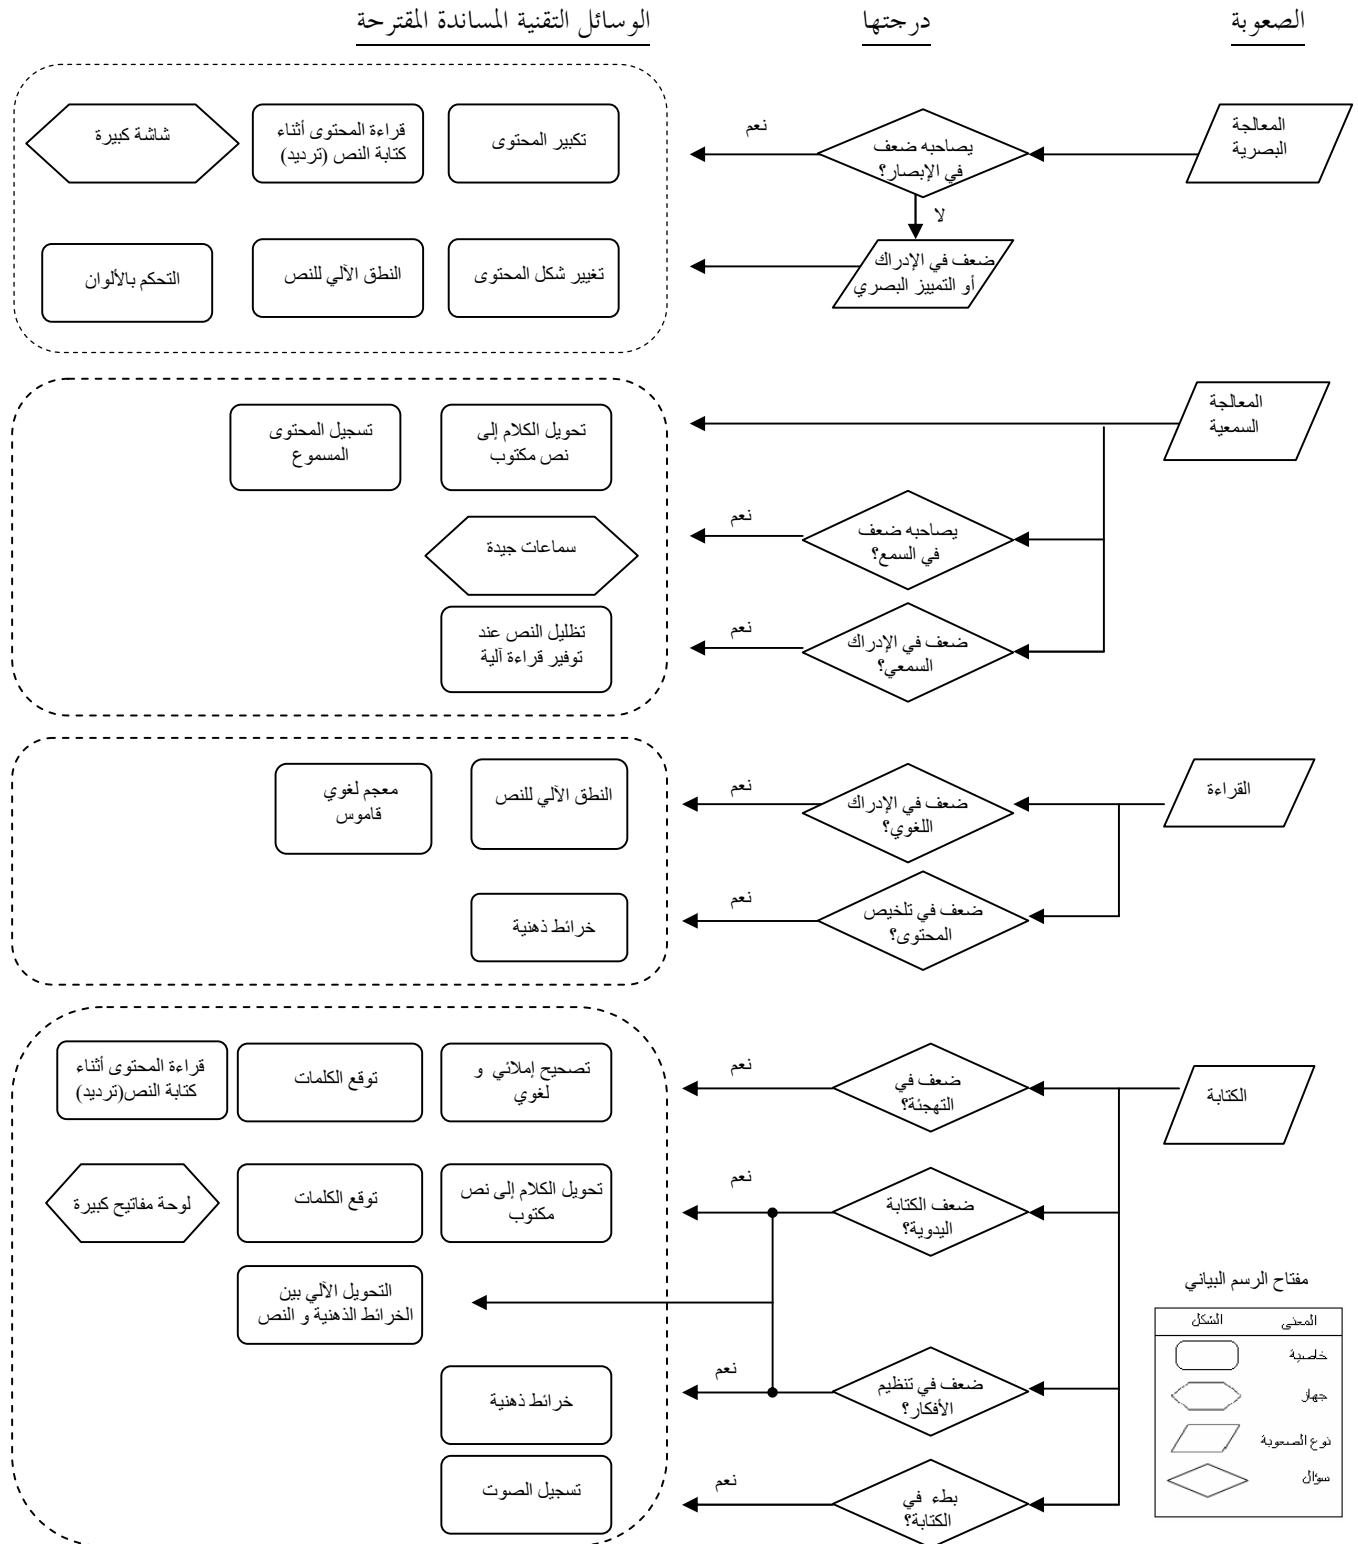 الصعوبة
درجتها
الوسائل التقنية المساندة المقترحة
المعالجة
البصرية
يصاحبه ضعف
في الإبصار؟
نعم
لا
ضعف في الإدراك
أو التمييز البصري
تكبير المحتوى
قراءة المحتوى أثناء
كتابة النص (ترديد)
شاشة كبيرة
تغيير شكل المحتوى
النطق الآلي للنص
التحكم بالألوان
المعالجة
السمعية
تحويل الكلام إلى
نص مكتوب
تسجيل المحتوى
المسموع
يصاحبه ضعف
في السمع؟
نعم
سماعات جيدة
ضعف في الإدراك
السمعي؟
نعم
تظليل النص عند
توفير قراءة آلية
القراءة
ضعف في الإدراك
اللغوي؟
نعم
النطق الآلي للنص
معجم لغوي
قاموس
ضعف في تلخيص
المحتوى؟
نعم
خرائط ذهنية
الكتابة
ضعف في
التهجئة؟
نعم
تصحيح إملائي و
لغوي
توقع الكلمات
قراءة المحتوى أثناء
كتابة النص(ترديد)
ضعف الكتابة
اليدوية؟
نعم
تحويل الكلام إلى نص
مكتوب
توقع الكلمات
لوحة مفاتيح كبيرة
التحويل الآلي بين
الخرائط الذهنية و النص
ضعف في تنظيم
الأفكار؟
نعم
خرائط ذهنية
بطء في
الكتابة؟
نعم
تسجيل الصوت
مفتاح الرسم البياني
المعنى الشكل
خاصية
جهاز
نوع الصعوبة
سؤال